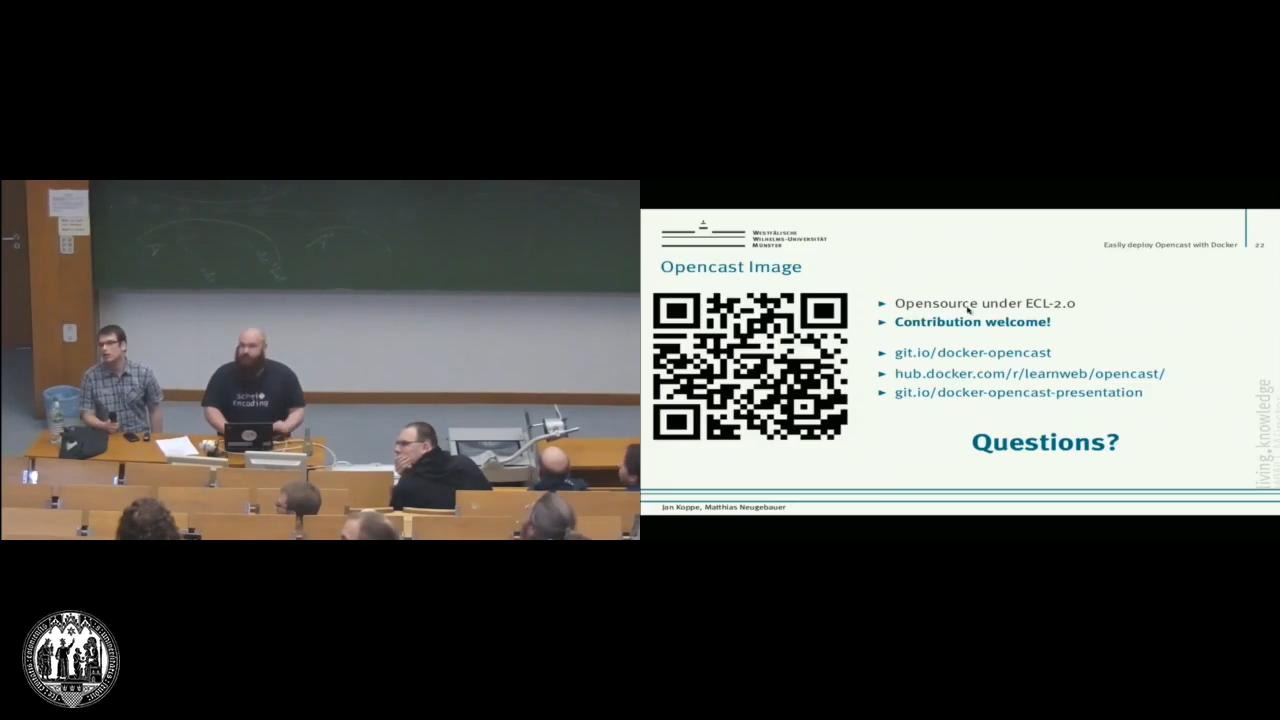 WESTFÄLISCHE
WILHELMS-UNIVERSITÄT
MÜNSTER
Easily deploy Opencast with Docker
22
Opencast Image
► Opensource under ECL-2.0
► Contribution welcome!
► git.io/docker-opencast
► hub.docker.com/r/learnweb/opencast/
► git.io/docker-opencast-presentation
Questions?
living.knowledge
Jan Koppe, Matthias Neugebauer
Encoding